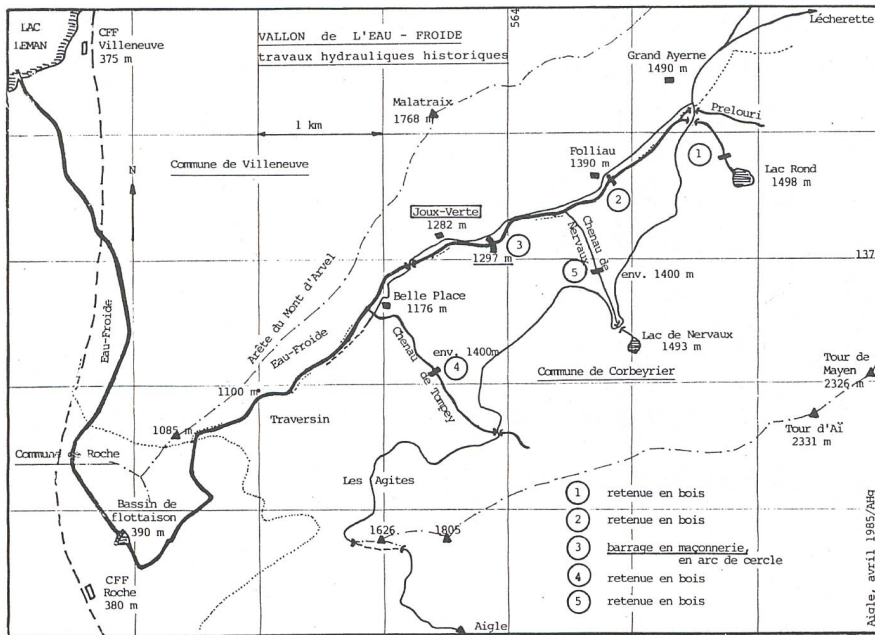 LAC
LEMAN
CFF
Villeneuve
375 m
VALLON de L'EAU - FROIDE
travaux hydrauliques historiques
564
Lécherette
Grand Ayerne
1490 m
Malatraix
1768 m
Prelouri
1 km
Commune de Villeneuve
N
Folliau
1390 m
1
Lac Rond
1498 m
2
Joux-Verte
1282 m
3
1297 m
Chenau de
Nervaux
5
env. 1400 m
137
Arête du Mont d'Arvel
Belle Place
1176 m
Eau-Froide
Eau-Froide
Lac de Nervaux
1493 m
env. 1400m
Chenau
de Tompey
4
Commune de Corbeyrier
Tour de
Mayen
2326 m
1100 m
Traversin
1085 m
Tour d'Aï
2331 m
Commune de Roche
Les Agites
Bassin de
flottaison
390 m
1626
1805
CFF
Roche
380 m
Aigle
1 retenue en bois
2 retenue en bois
3 barrage en maçonnerie,
en arc de cercle
4 retenue en bois
5 retenue en bois
Aigle, avril 1985/AHq